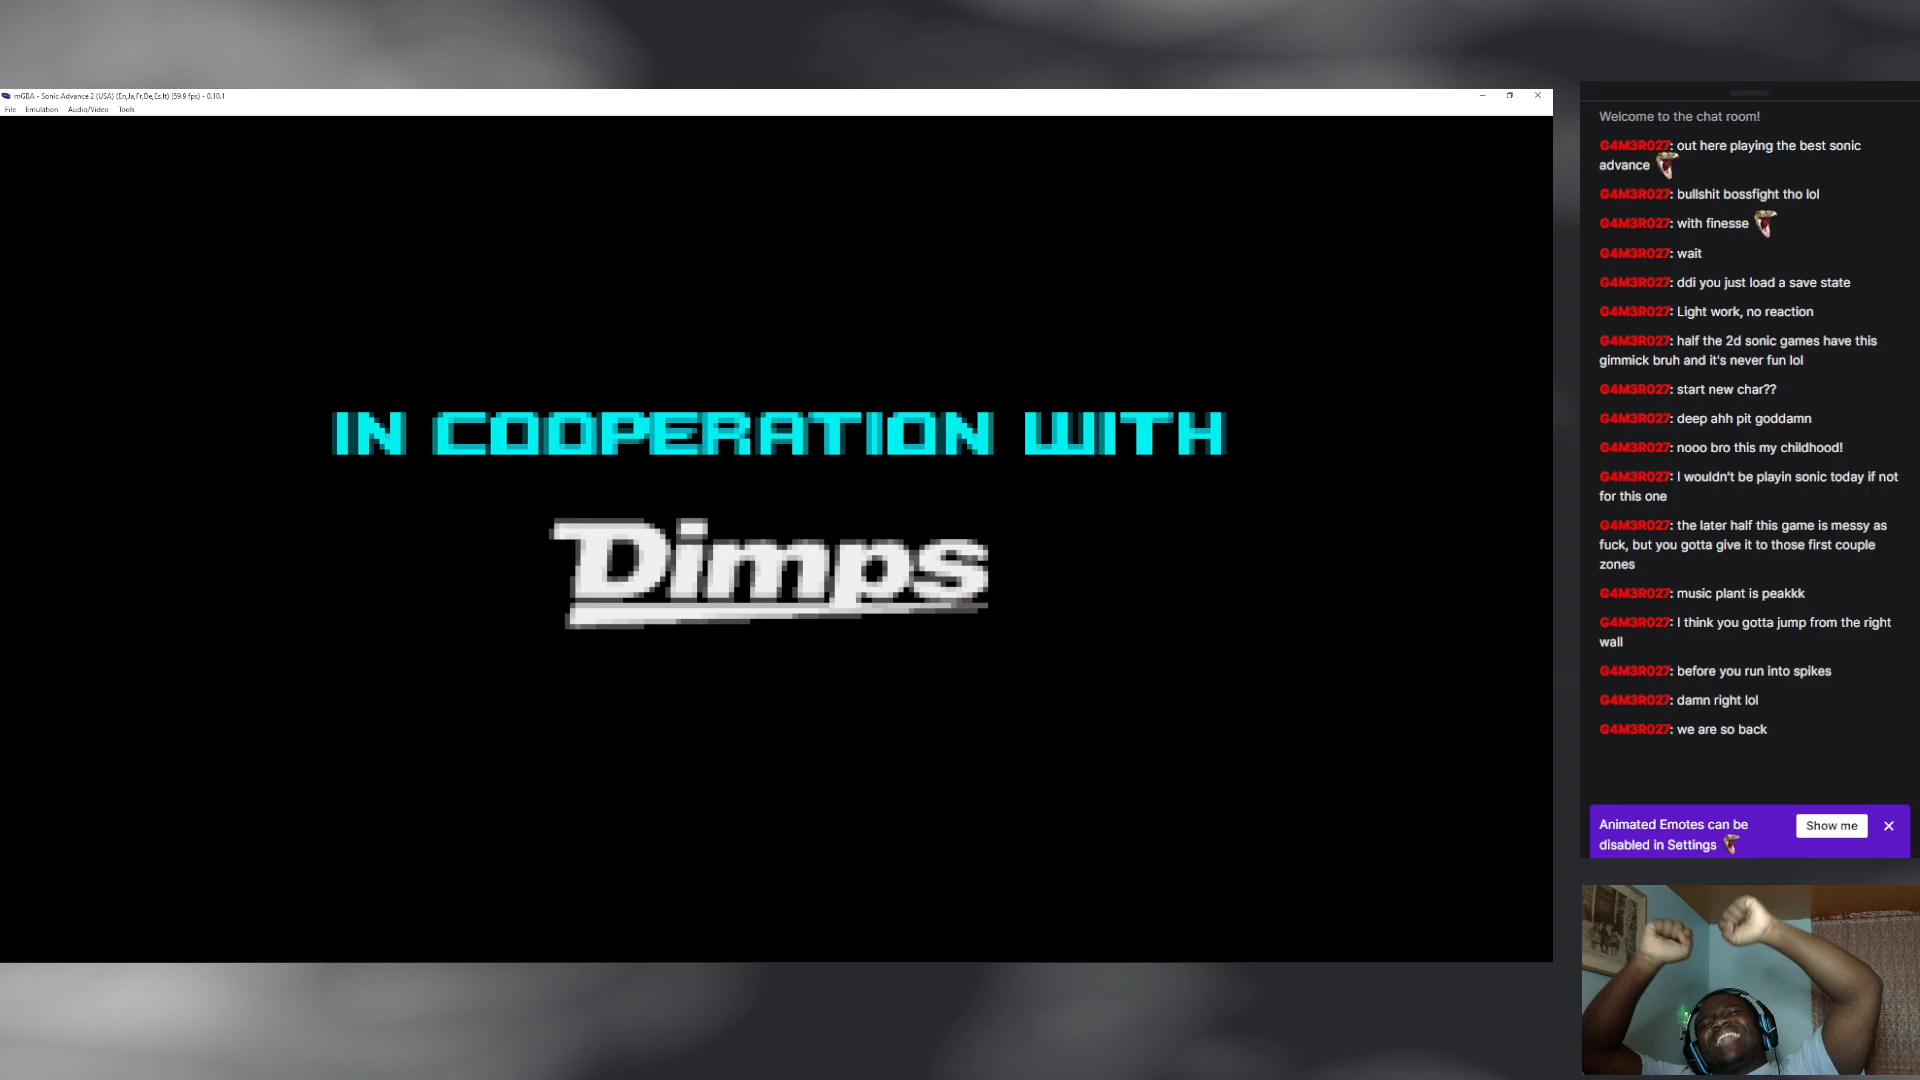 mGBA - Sonic Advance 2 (USA) (En,Ja,Fr,De,Es,It) (59.9 fps) - 0.10.1
File Emulation Audio/Video Tools
IN COOPERATION WITH
Dimps
Welcome to the chat room!
G4M3R027: out here playing the best sonic
advance
G4M3R027: bullshit bossfight tho lol
G4M3R027: with finesse
G4M3R027: wait
G4M3R027: ddi you just load a save state
G4M3R027: Light work, no reaction
G4M3R027: half the 2d sonic games have this
gimmick bruh and it's never fun lol
G4M3R027: start new char??
G4M3R027: deep ahh pit goddamn
G4M3R027: nooo bro this my childhood!
G4M3R027: I wouldn't be playin sonic today if not
for this one
G4M3R027: the later half this game is messy as
fuck, but you gotta give it to those first couple
zones
G4M3R027: music plant is peakkk
G4M3R027: I think you gotta jump from the right
wall
G4M3R027: before you run into spikes
G4M3R027: damn right lol
G4M3R027: we are so back
Animated Emotes can be
disabled in Settings
Show me